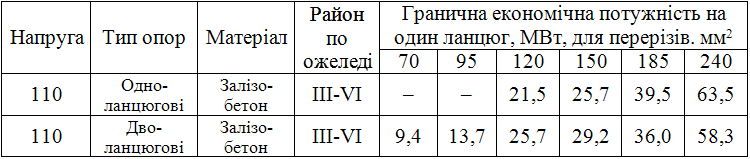 Напруга Тип опор Матеріал Район по ожеледі Гранична економічна потужність на один ланцюг, МВт, для перерізів. мм²
70 95 120 150 185 240
110 Одно-ланцюгові Залізо-бетон III-VI – – 21,5 25,7 39,5 63,5
110 Дво-ланцюгові Залізо-бетон III-VI 9,4 13,7 25,7 29,2 36,0 58,3